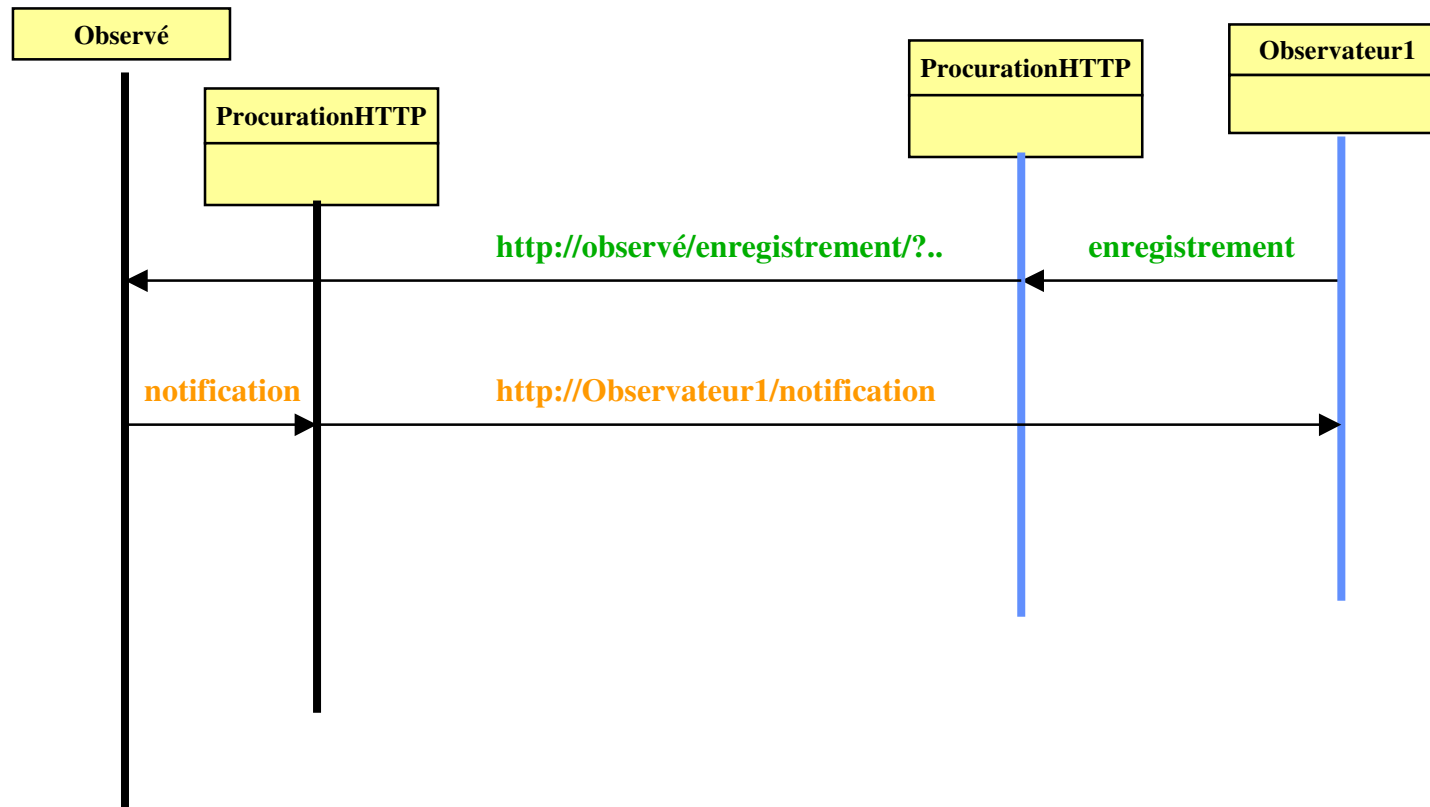 Observé
ProcurationHTTP
ProcurationHTTP
Observateur1
http://observé/enregistrement/?..
enregistrement
notification
http://Observateur1/notification